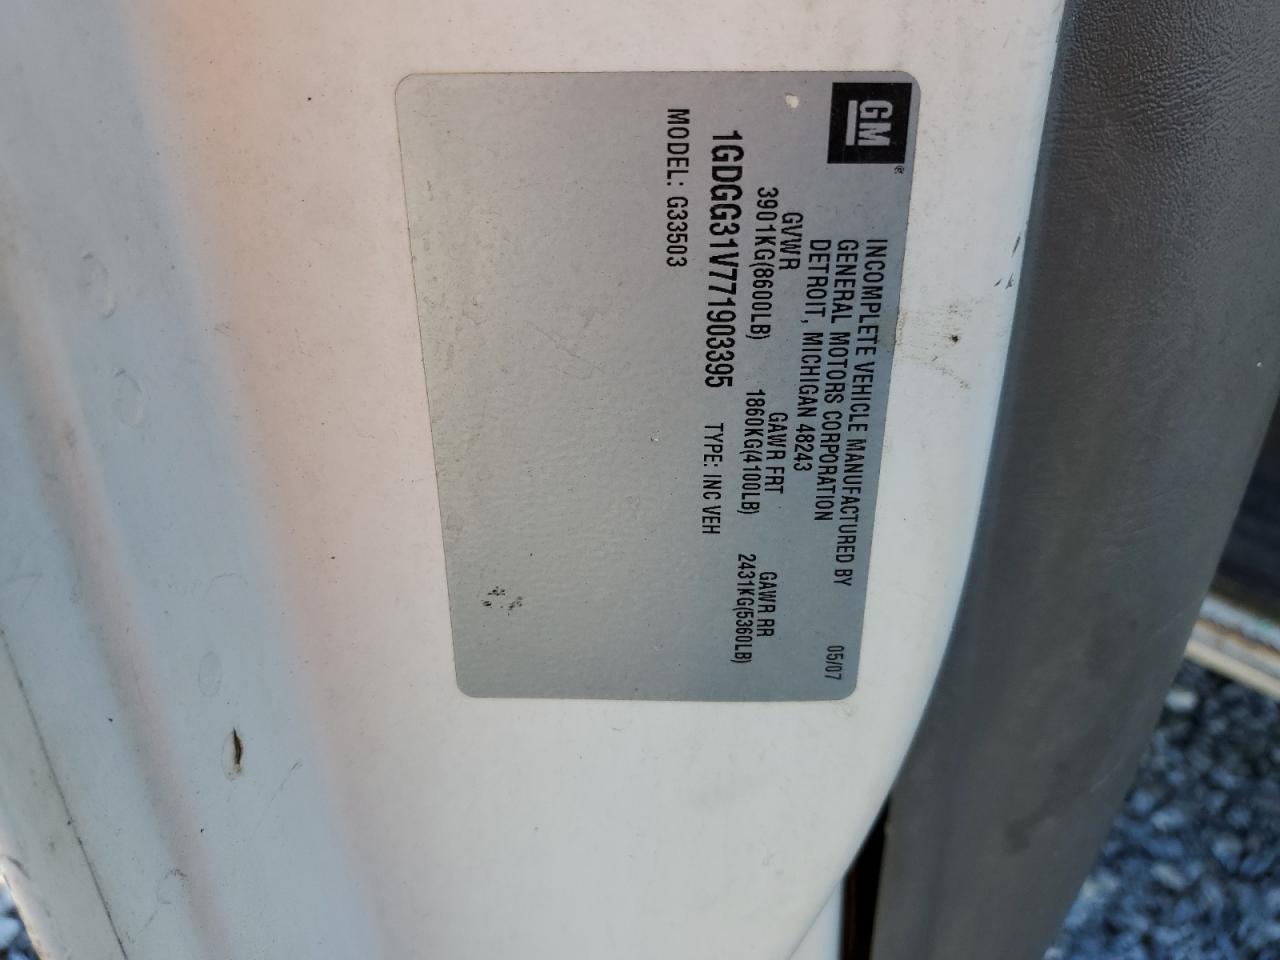 GM®
INCOMPLETE VEHICLE MANUFACTURED BY 05/07
GENERAL MOTORS CORPORATION
DETROIT, MICHIGAN 48243
GVWR GAWR FRT GAWR RR
3901KG(8600LB) 1860KG(4100LB) 2431KG(5360LB)
1GDGG31V771903395 TYPE: INC VEH
MODEL: G33503